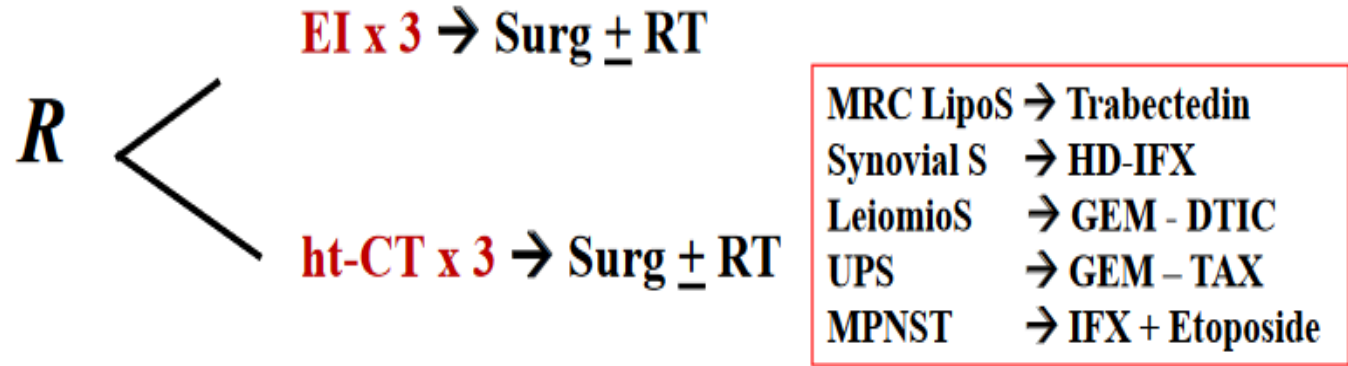 EI x 3 → Surg ± RT
R
ht-CT x 3 → Surg ± RT
MRC LipoS → Trabectedin
Synovial S → HD-IFX
LeiomioS → GEM - DTIC
UPS → GEM – TAX
MPNST → IFX + Etoposide